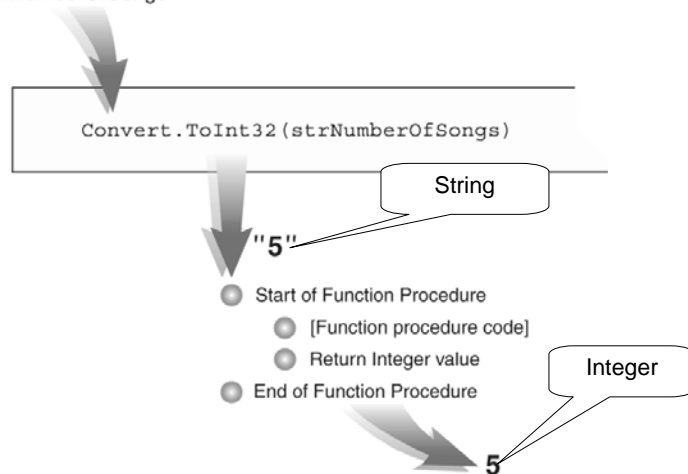 Convert.ToInt32(strNumberOfSongs)
String
"5"
Start of Function Procedure
[Function procedure code]
Return Integer value
End of Function Procedure
Integer
5